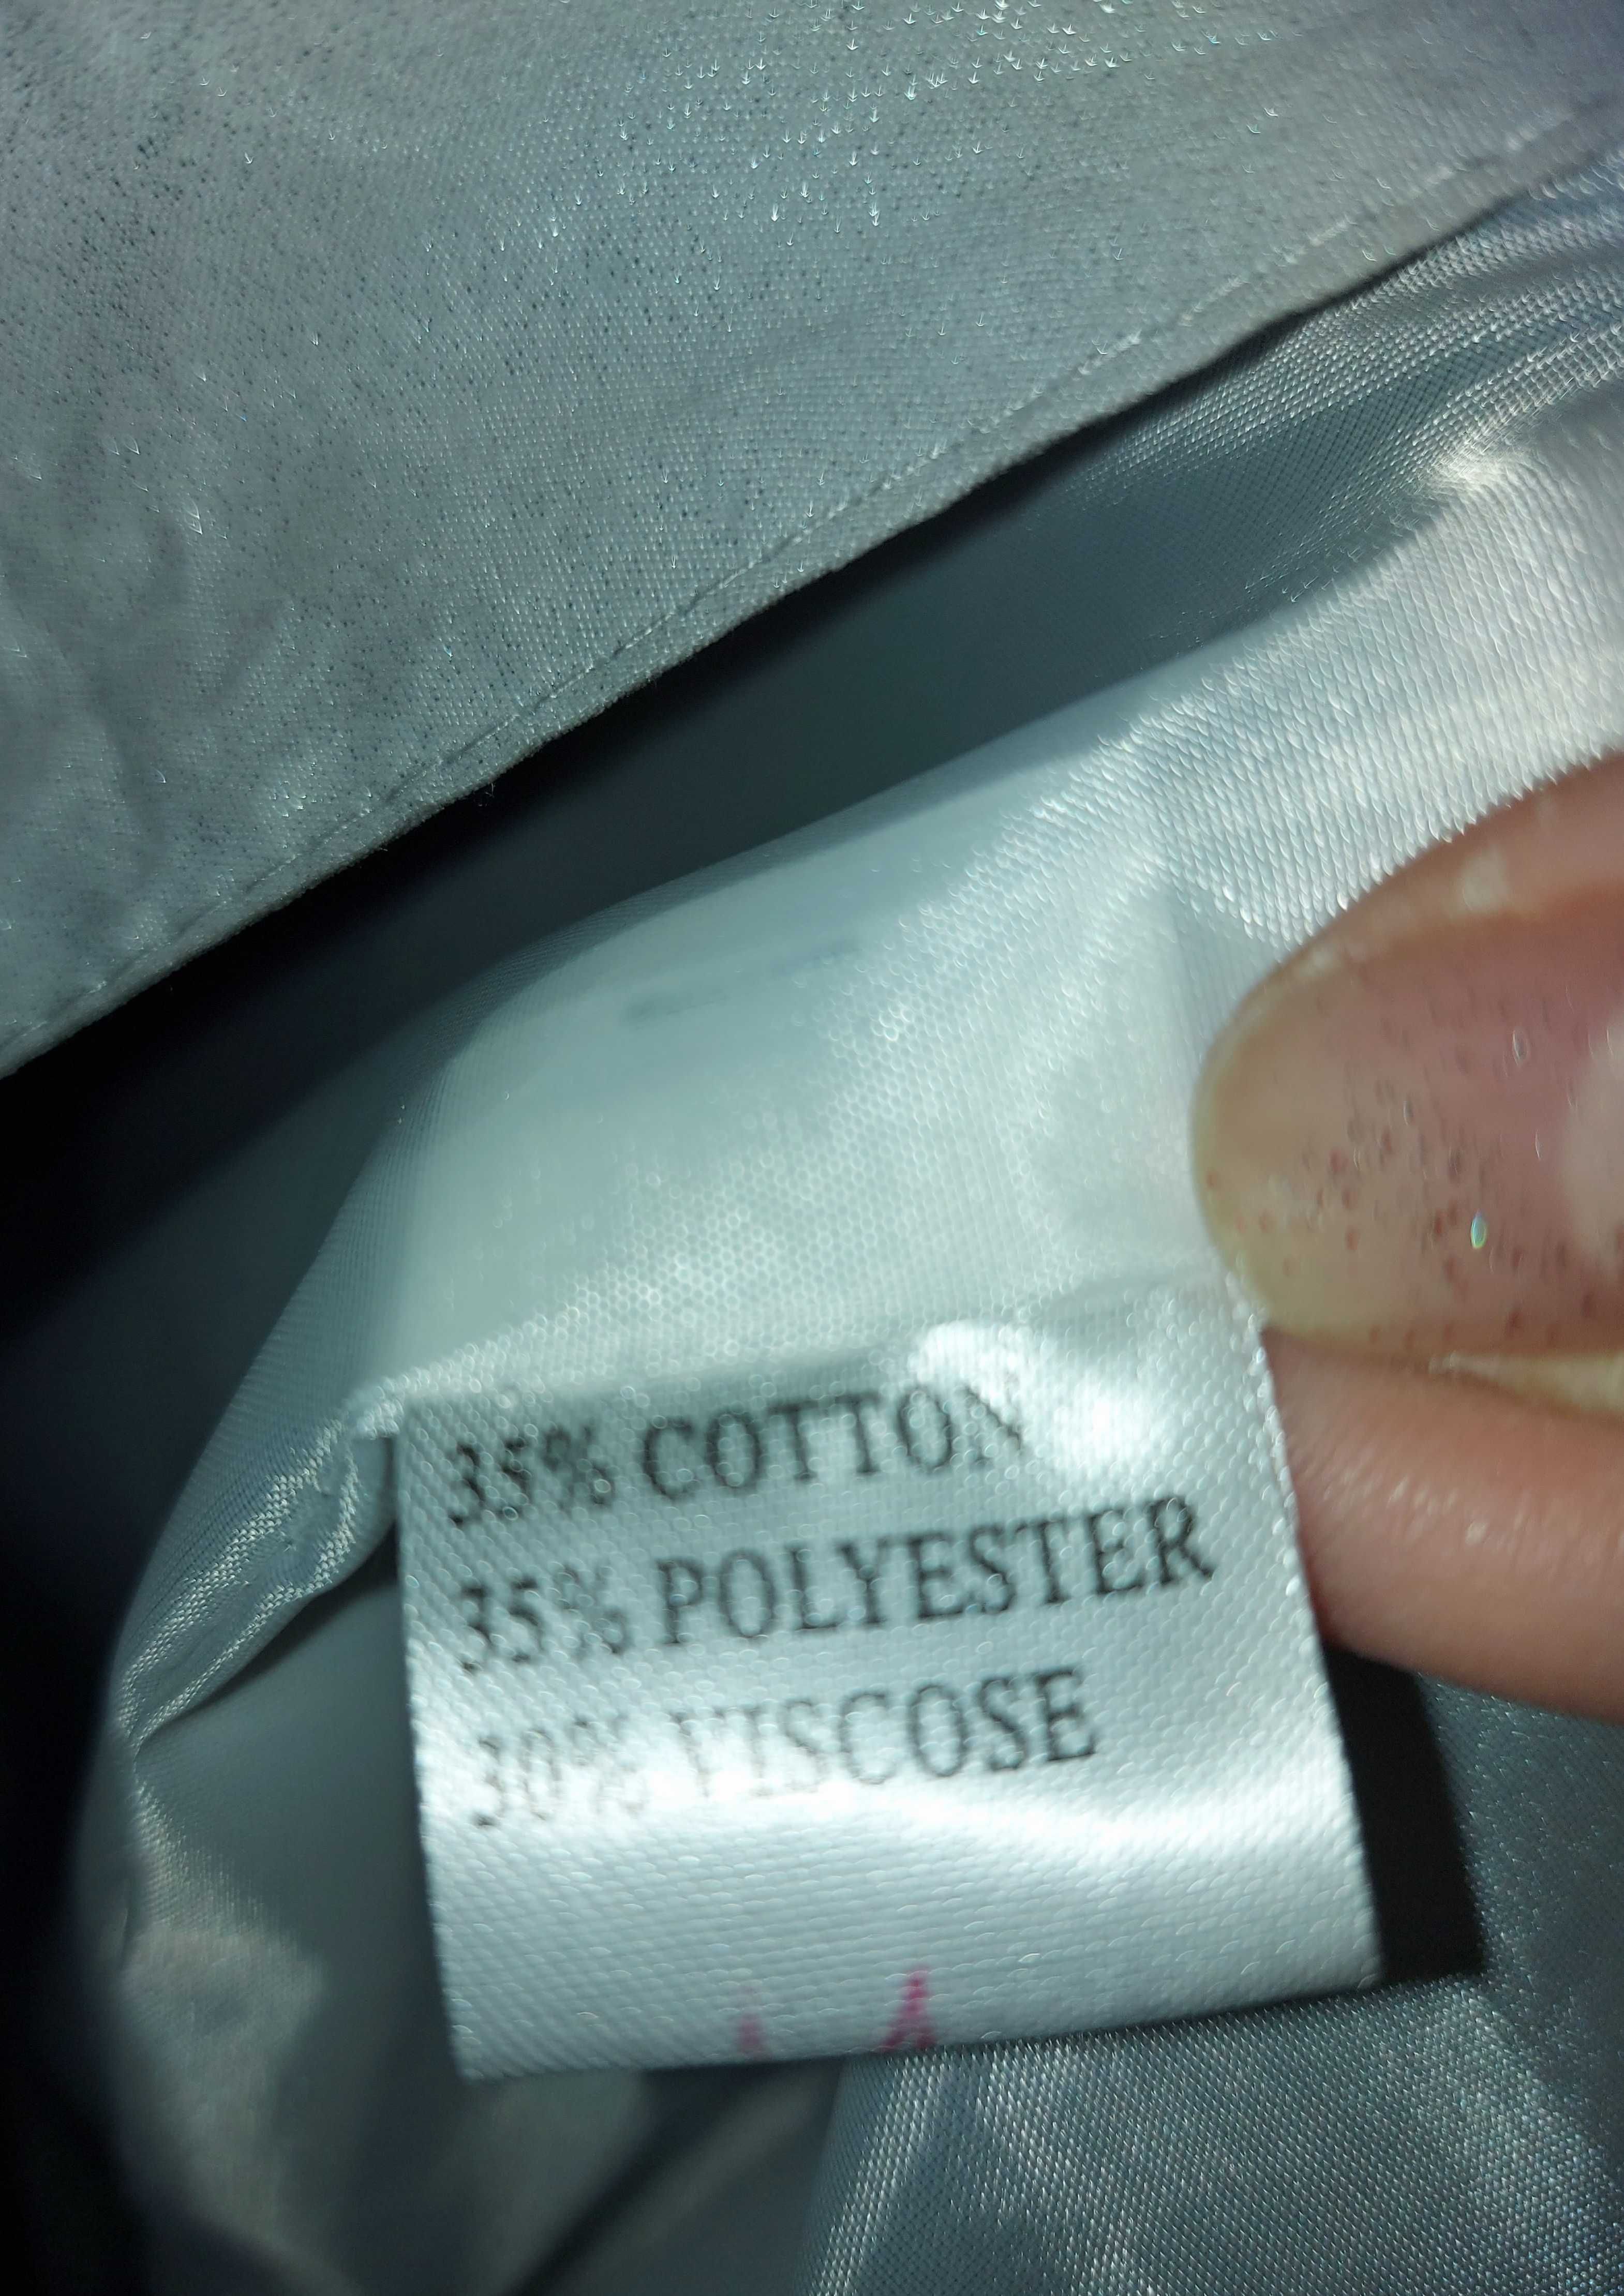 35% COTTON
35% POLYESTER
30% VISCOSE